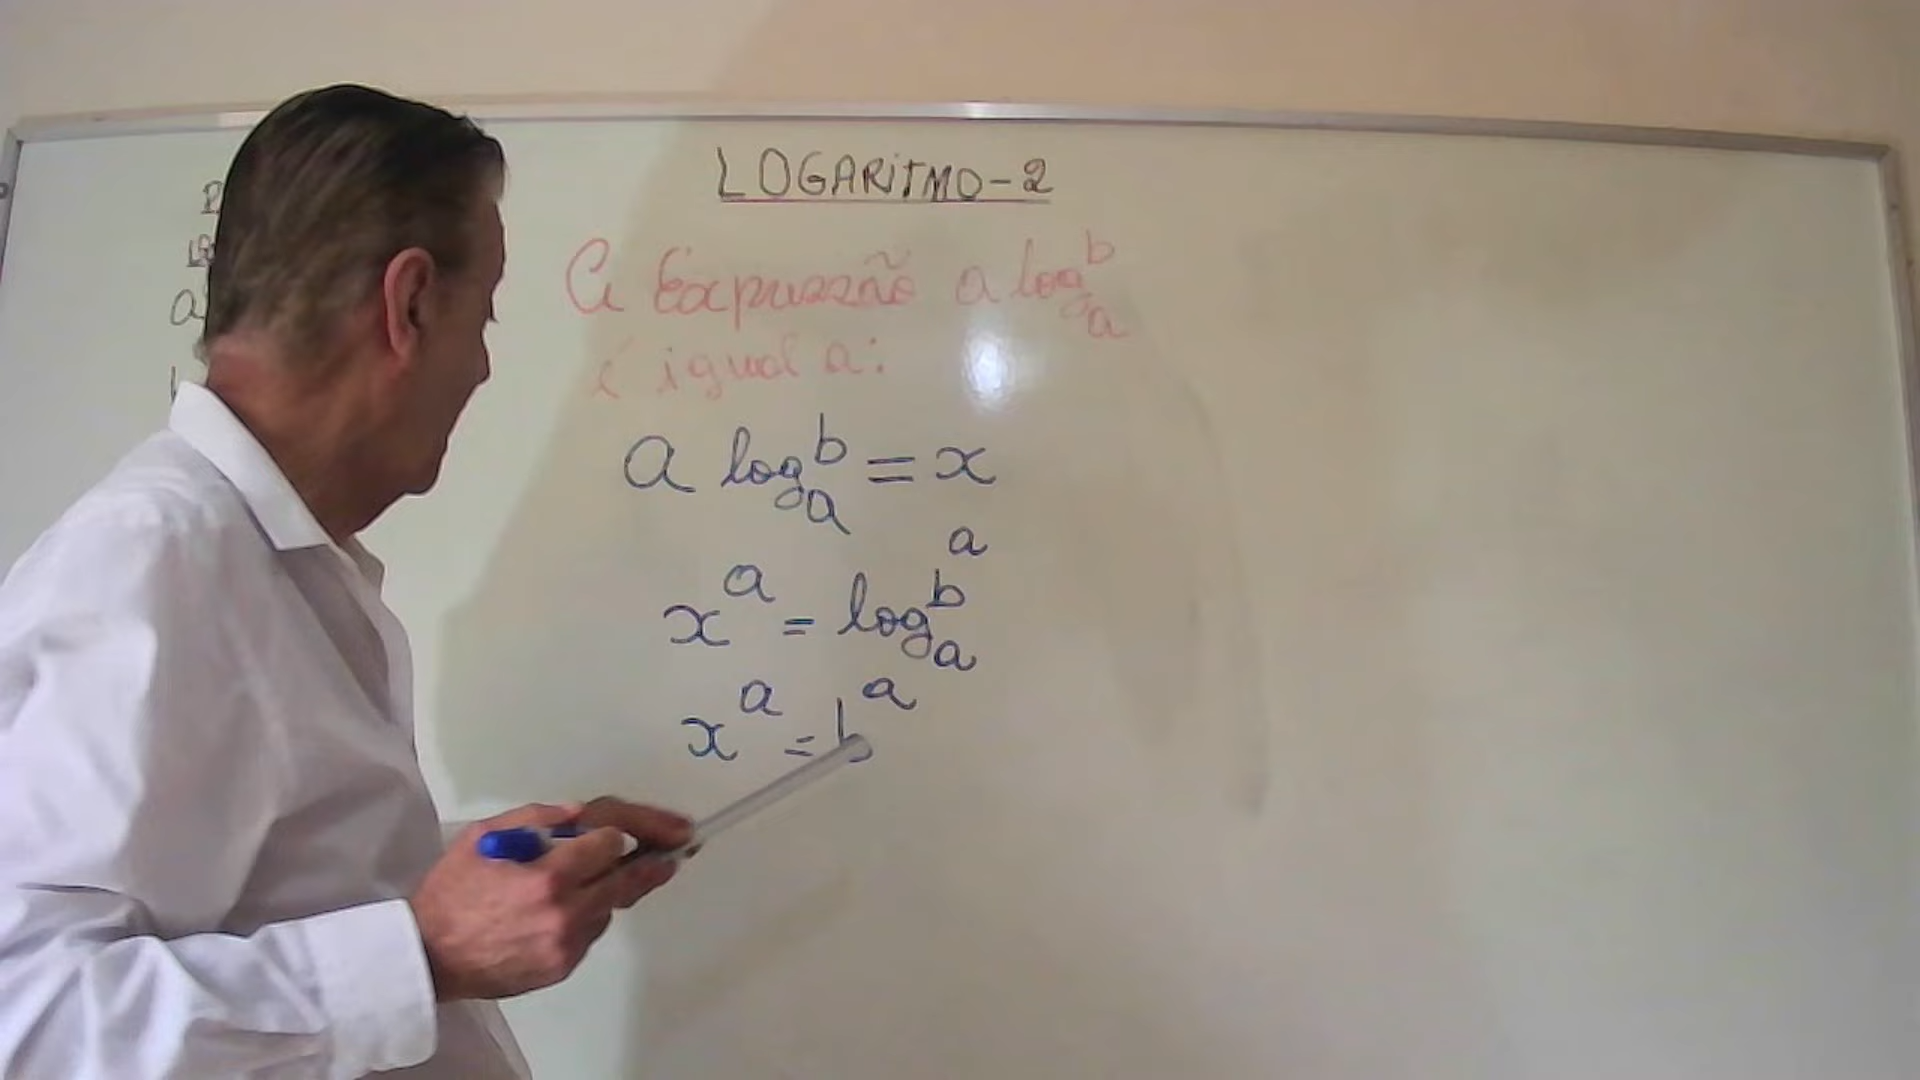 LOGARITMO-2
A Expressão a log_a^b
é igual a:
a log_a^b = x
x^a = log_a^b^a
x^a = b^a
a